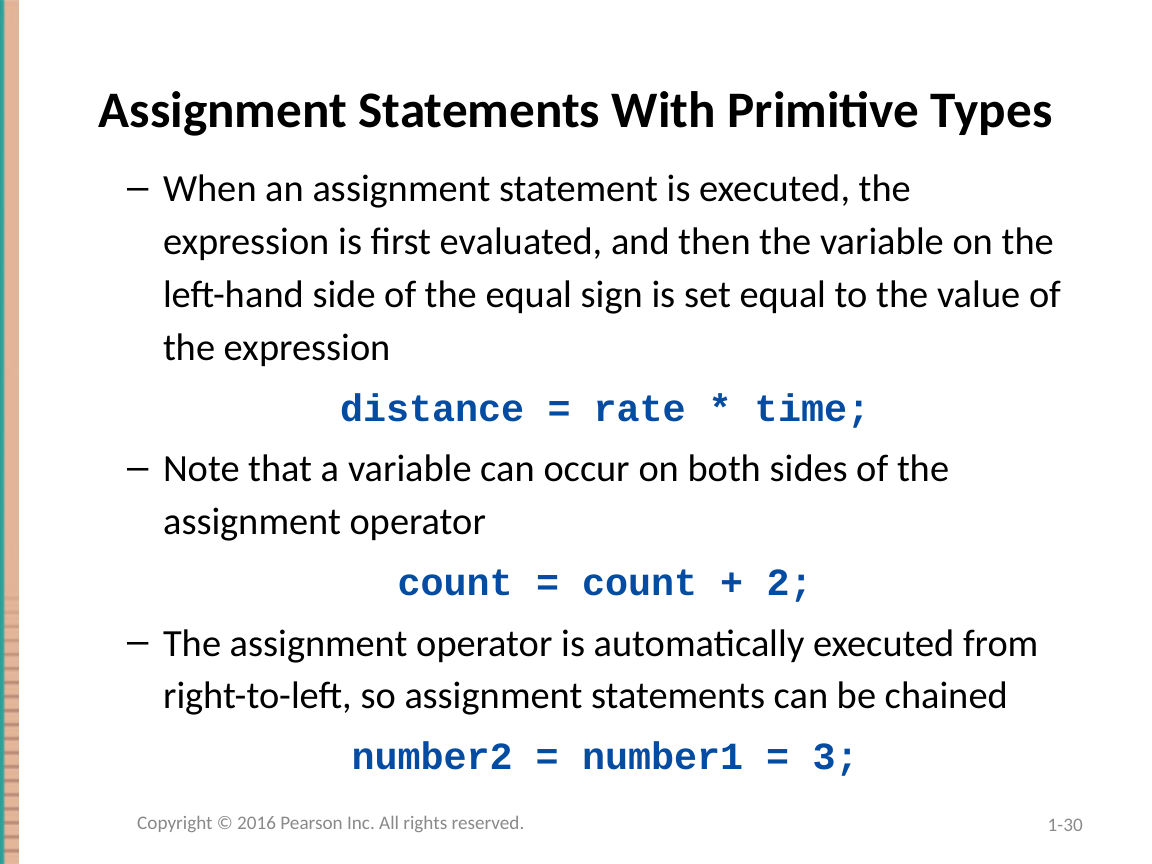 Assignment Statements With Primitive Types
– When an assignment statement is executed, the
expression is first evaluated, and then the variable on the
left-hand side of the equal sign is set equal to the value of
the expression
distance = rate * time;
– Note that a variable can occur on both sides of the
assignment operator
count = count + 2;
– The assignment operator is automatically executed from
right-to-left, so assignment statements can be chained
number2 = number1 = 3;
Copyright © 2016 Pearson Inc. All rights reserved.
1-30